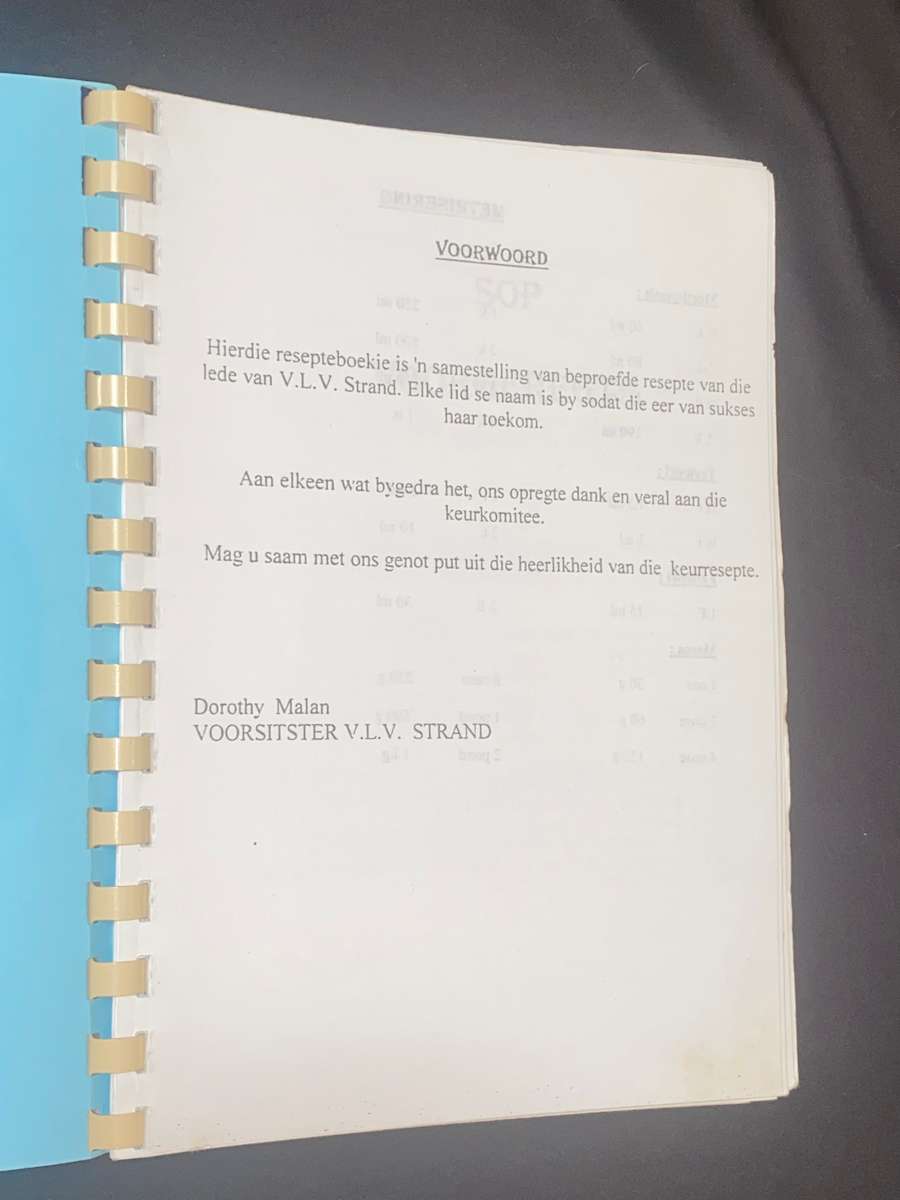 VOORWOORD
Hierdie resepteboekie is 'n samestelling van beproefde resepte van die
lede van V.L.V. Strand. Elke lid se naam is by sodat die eer van sukses
haar toekom.
Aan elkeen wat bygedra het, ons opregte dank en veral aan die
keurkomitee.
Mag u saam met ons genot put uit die heerlikheid van die keurresepte.
Dorothy Malan
VOORSITSTER V.L.V. STRAND